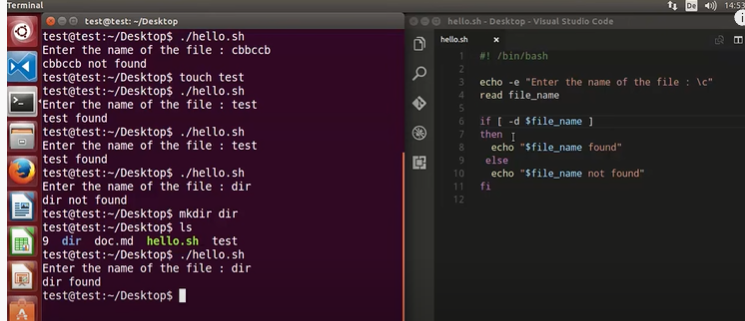 Terminal
De
14:53
test@test: ~/Desktop
test@test:~/Desktop$ ./hello.sh
Enter the name of the file : cbbccb
cbbccb not found
test@test:~/Desktop$ touch test
test@test:~/Desktop$ ./hello.sh
Enter the name of the file : test
test found
test@test:~/Desktop$ ./hello.sh
Enter the name of the file : test
test found
test@test:~/Desktop$ ./hello.sh
Enter the name of the file : dir
dir not found
test@test:~/Desktop$ mkdir dir
test@test:~/Desktop$ ls
9 dir doc.md hello.sh test
test@test:~/Desktop$ ./hello.sh
Enter the name of the file : dir
dir found
test@test:~/Desktop$
hello.sh - Desktop - Visual Studio Code
hello.sh
1 #! /bin/bash
2
3 echo -e "Enter the name of the file : \c"
4 read file_name
5
6 if [ -d $file_name ]
7 then
8 echo "$file_name found"
9 else
10 echo "$file_name not found"
11 fi
12